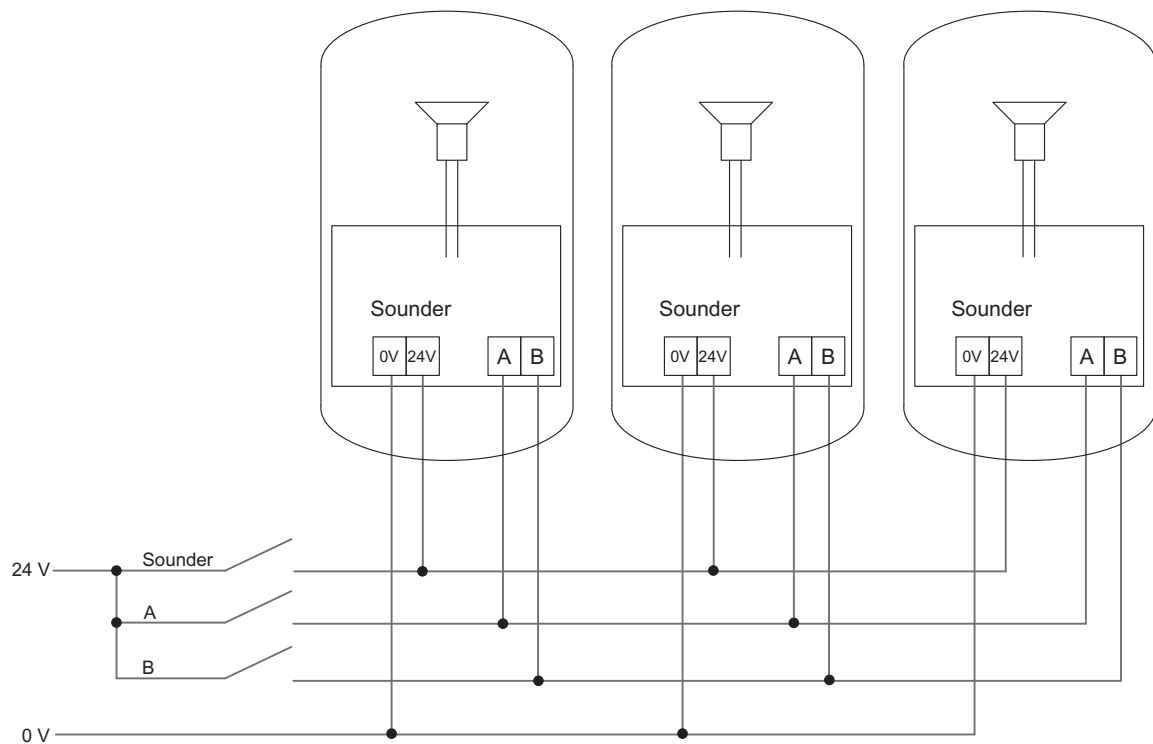 Sounder Sounder Sounder
0V 24V A B 0V 24V A B 0V 24V A B
Sounder
24 V
A
B
0 V